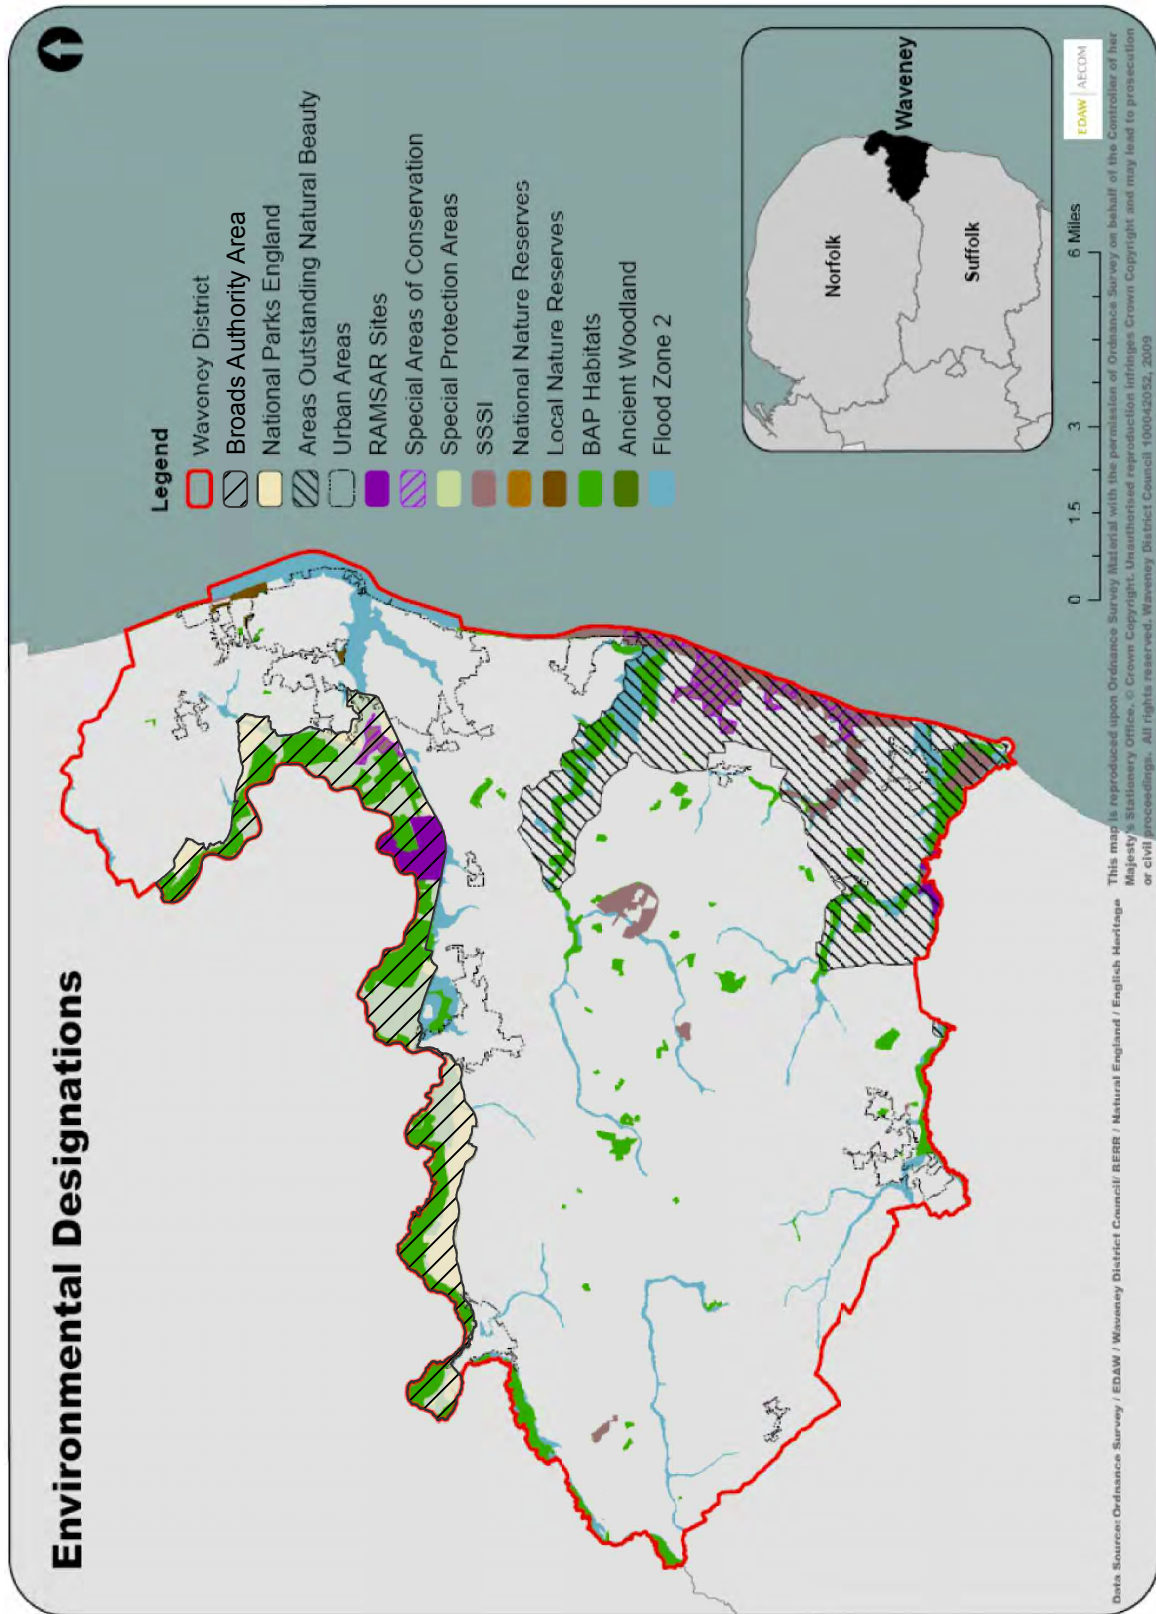 Environmental Designations
Legend
Waveney District
Broads Authority Area
National Parks England
Areas Outstanding Natural Beauty
Urban Areas
RAMSAR Sites
Special Areas of Conservation
Special Protection Areas
SSSI
National Nature Reserves
Local Nature Reserves
BAP Habitats
Ancient Woodland
Flood Zone 2
Norfolk
Suffolk
Waveney
0 1.5 3 6 Miles
EDAW | AECOM
Data Source: Ordnance Survey / EDAW / Waveney District Council/ BERR / Natural England / English Heritage
This map is reproduced upon Ordnance Survey Material with the permission of Ordnance Survey on behalf of the Controller of her
Majesty's Stationery Office. © Crown Copyright. Unauthorised reproduction infringes Crown Copyright and may lead to prosecution
or civil proceedings. All rights reserved. Waveney District Council 100042052, 2009